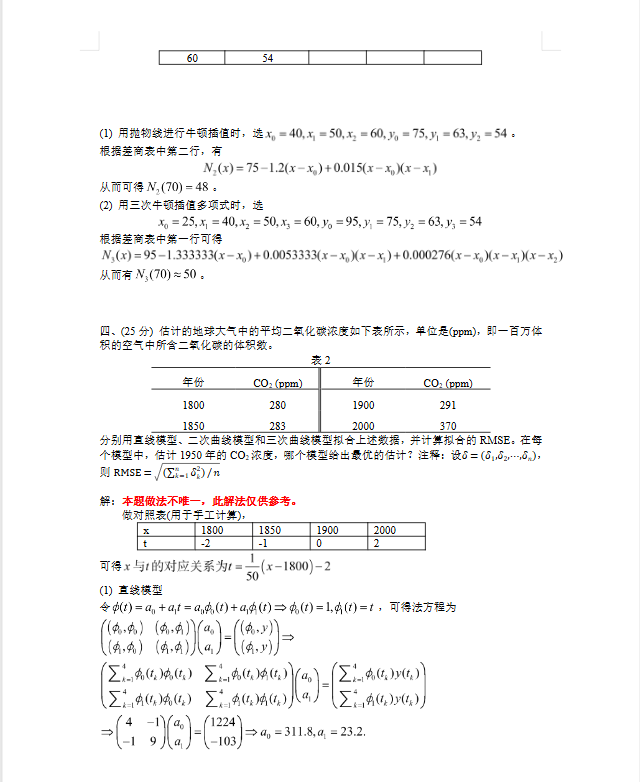 60 54
(1) 用抛物线进行牛顿插值时，选 x₀ = 40, x₁ = 50, x₂ = 60, y₀ = 75, y₁ = 63, y₂ = 54 。
根据差商表中第二行，有
N₂(x) = 75 −1.2(x − x₀) + 0.015(x − x₀)(x − x₁)
从而可得 N₂(70) = 48 。
(2) 用三次牛顿插值多项式时，选
x₀ = 25, x₁ = 40, x₂ = 50, x₃ = 60, y₀ = 95, y₁ = 75, y₂ = 63, y₃ = 54
根据差商表中第一行可得
N₃(x) = 95 −1.333333(x − x₀) + 0.0053333(x − x₀)(x − x₁) + 0.000276(x − x₀)(x − x₁)(x − x₂)
从而有 N₃(70) ≈ 50 。
四、(25 分) 估计的地球大气中的平均二氧化碳浓度如下表所示，单位是(ppm)，即一百万体
积的空气中所含二氧化碳的体积数。
表 2
年份 CO₂ (ppm) 年份 CO₂ (ppm)
1800 280 1900 291
1850 283 2000 370
分别用直线模型、二次曲线模型和三次曲线模型拟合上述数据，并计算拟合的 RMSE。在每
个模型中，估计 1950 年的 CO₂ 浓度，哪个模型给出最优的估计？注释：设δ = (δ₁,δ₂,⋯,δₙ)，
则 RMSE = √(∑ₖ₌₁ⁿ δₖ²) / n
解：本题做法不唯一，此解法仅供参考。
做对照表(用于手工计算)，
x 1800 1850 1900 2000
t -2 -1 0 2
可得 x 与 t 的对应关系为 t = 1/50 (x −1800) − 2
(1) 直线模型
令 ϕ(t) = a₀ + a₁t = a₀ϕ₀(t) + a₁ϕ₁(t) ⇒ ϕ₀(t) = 1, ϕ₁(t) = t ，可得法方程为
((ϕ₀,ϕ₀) (ϕ₀,ϕ₁); (ϕ₁,ϕ₀) (ϕ₁,ϕ₁)) (a₀; a₁) = ((ϕ₀,y); (ϕ₁,y)) ⇒
(∑ₖ₌₁⁴ ϕ₀(tₖ)ϕ₀(tₖ) ∑ₖ₌₁⁴ ϕ₀(tₖ)ϕ₁(tₖ); ∑ₖ₌₁⁴ ϕ₁(tₖ)ϕ₀(tₖ) ∑ₖ₌₁⁴ ϕ₁(tₖ)ϕ₁(tₖ)) (a₀; a₁) = (∑ₖ₌₁⁴ ϕ₀(tₖ)y(tₖ); ∑ₖ₌₁⁴ ϕ₁(tₖ)y(tₖ))
⇒ (4 −1; −1 9) (a₀; a₁) = (1224; −103) ⇒ a₀ = 311.8, a₁ = 23.2.